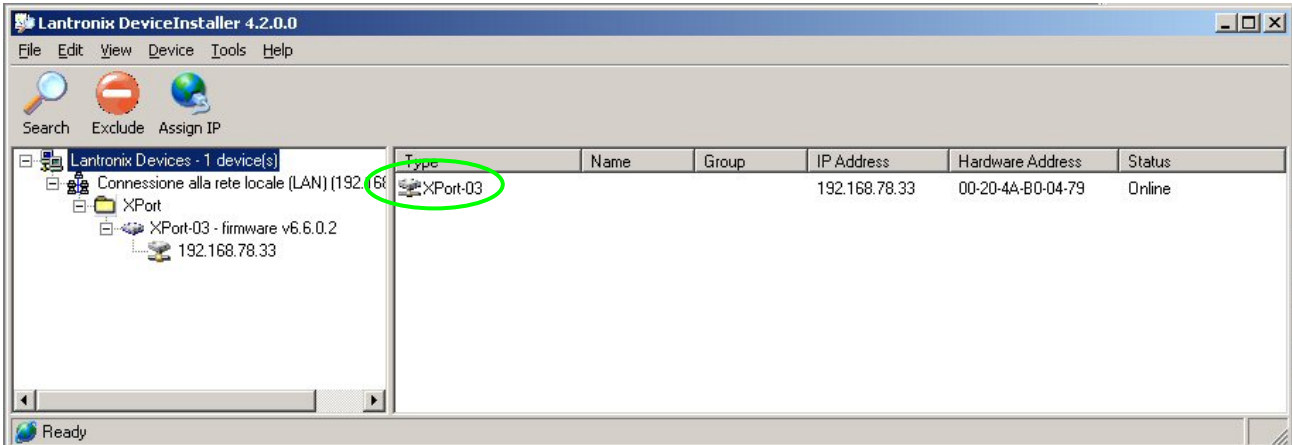 Lantronix DeviceInstaller 4.2.0.0
File Edit View Device Tools Help
Search Exclude Assign IP
Lantronix Devices - 1 device(s)
Connessione alla rete locale (LAN) (192.168
XPort
XPort-03 - firmware v6.6.0.2
192.168.78.33
Type Name Group IP Address Hardware Address Status
XPort-03 192.168.78.33 00-20-4A-B0-04-79 Online
Ready